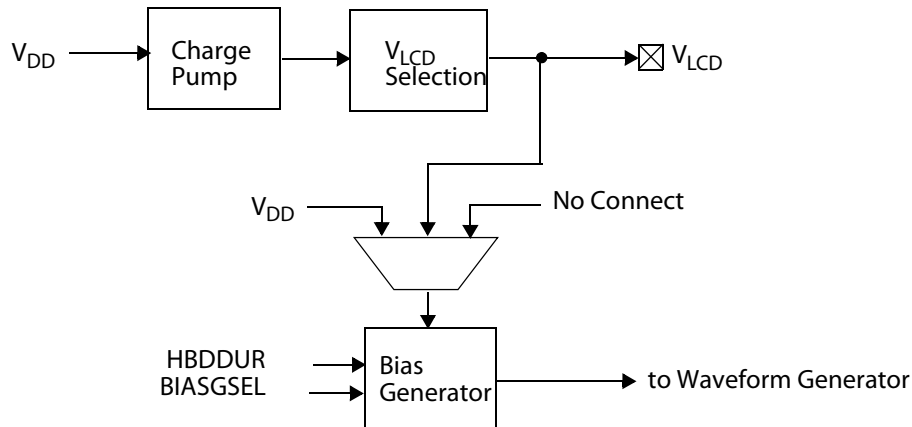 V_DD
Charge
Pump
V_LCD
Selection
V_LCD
V_DD
No Connect
HBDDUR
BIASGSEL
Bias
Generator
to Waveform Generator